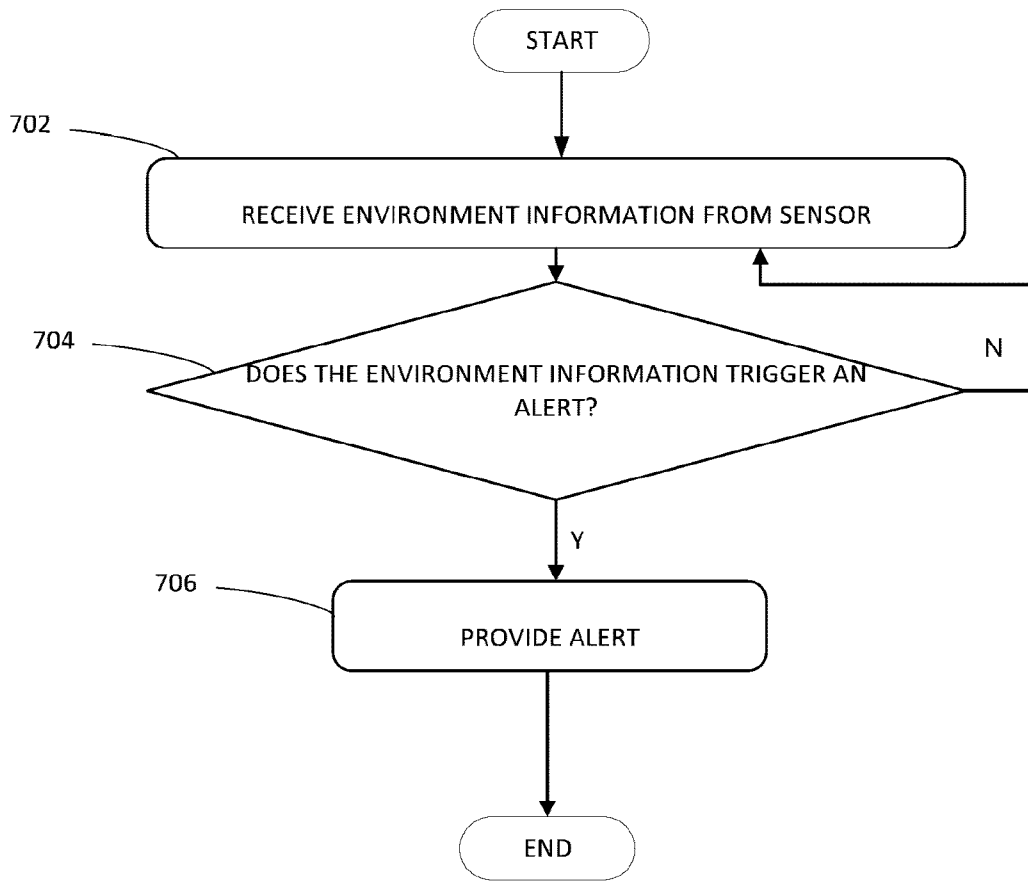 START
702
RECEIVE ENVIRONMENT INFORMATION FROM SENSOR
704
DOES THE ENVIRONMENT INFORMATION TRIGGER AN
ALERT?
N
Y
706
PROVIDE ALERT
END